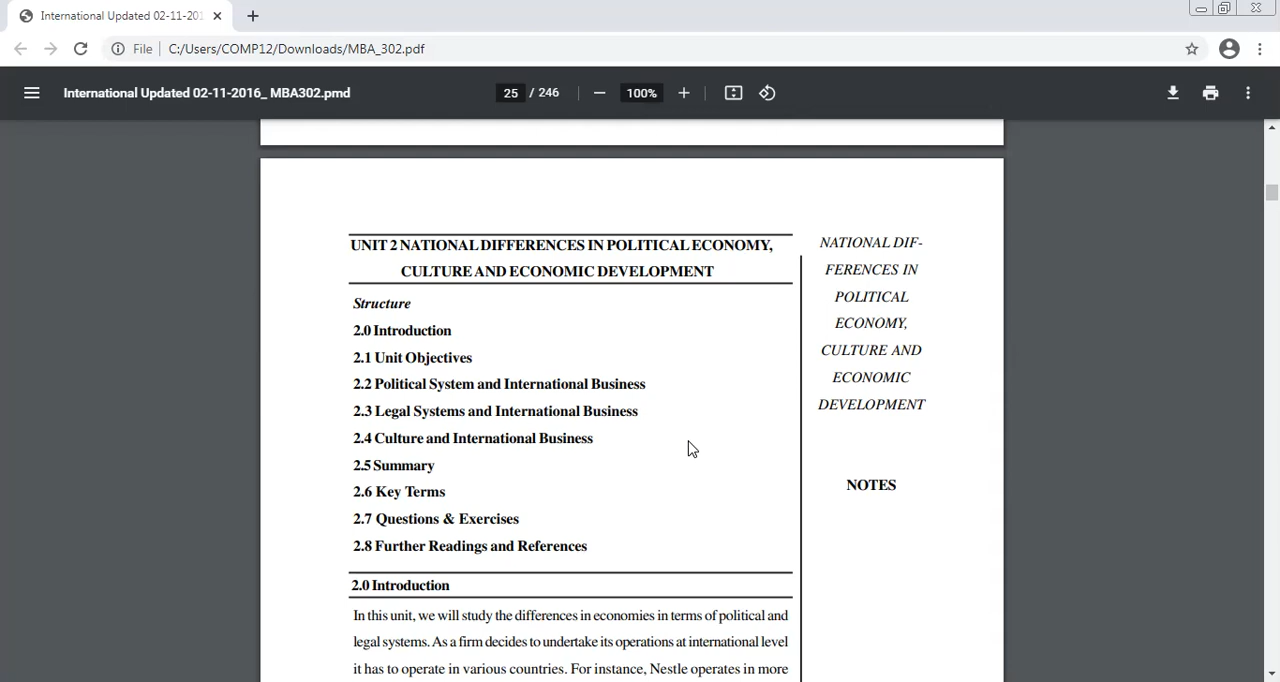 International Updated 02-11-201
File
C:/Users/COMP12/Downloads/MBA_302.pdf
International Updated 02-11-2016_ MBA302.pmd
25 / 246
100%
UNIT 2 NATIONAL DIFFERENCES IN POLITICAL ECONOMY,
CULTURE AND ECONOMIC DEVELOPMENT
Structure
2.0 Introduction
2.1 Unit Objectives
2.2 Political System and International Business
2.3 Legal Systems and International Business
2.4 Culture and International Business
2.5 Summary
2.6 Key Terms
2.7 Questions & Exercises
2.8 Further Readings and References
2.0 Introduction
In this unit, we will study the differences in economies in terms of political and
legal systems. As a firm decides to undertake its operations at international level
it has to operate in various countries. For instance, Nestle operates in more
NATIONAL DIF-
FERENCES IN
POLITICAL
ECONOMY,
CULTURE AND
ECONOMIC
DEVELOPMENT
NOTES